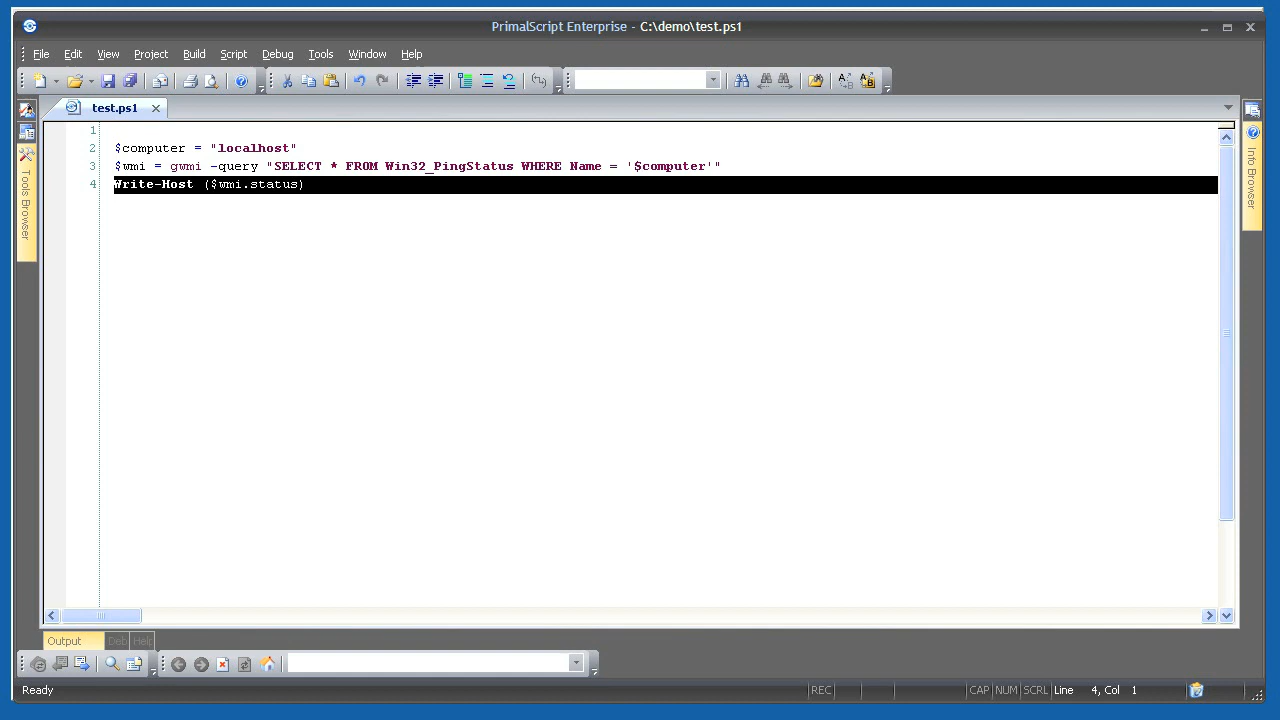 PrimalScript Enterprise - C:\demo\test.ps1
File Edit View Project Build Script Debug Tools Window Help
test.ps1
1
2 $computer = "localhost"
3 $wmi = gwmi -query "SELECT * FROM Win32_PingStatus WHERE Name = '$computer'"
4 Write-Host ($wmi.status)
Tools Browser
Info Browser
Output Deb Help
Ready REC CAP NUM SCRL Line 4, Col 1